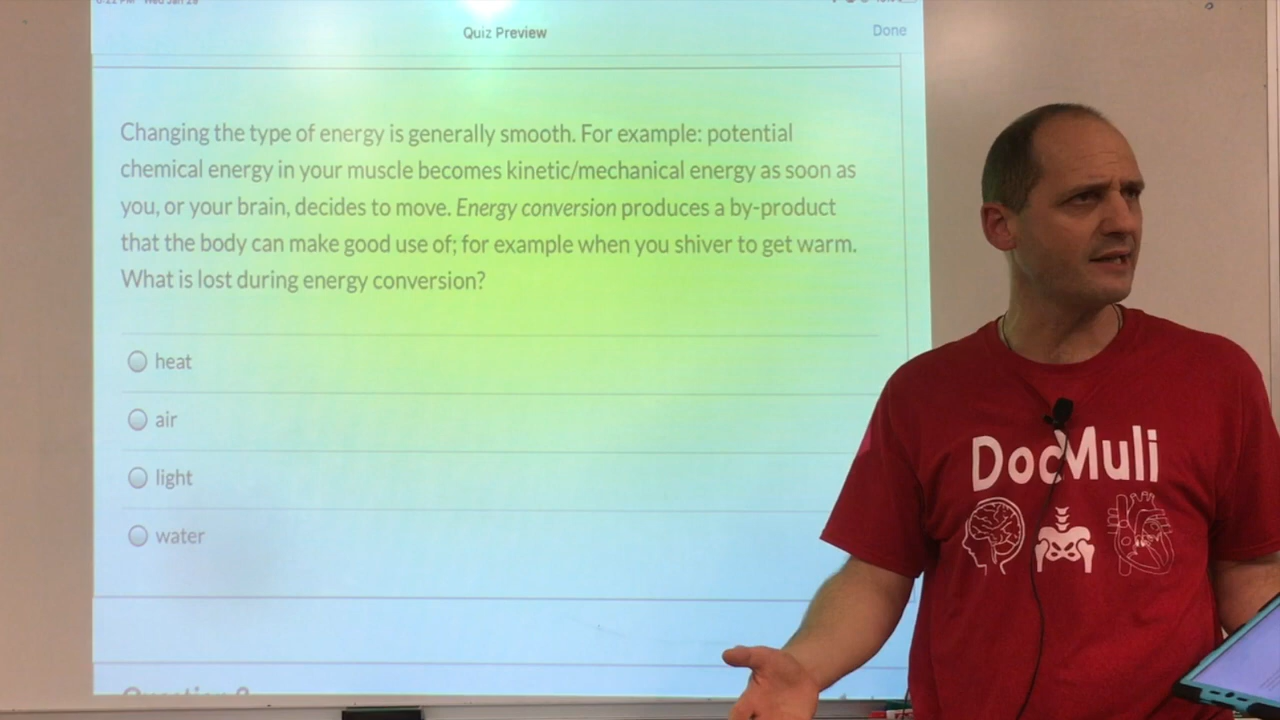 Quiz Preview
Done
Changing the type of energy is generally smooth. For example: potential
chemical energy in your muscle becomes kinetic/mechanical energy as soon as
you, or your brain, decides to move. Energy conversion produces a by-product
that the body can make good use of; for example when you shiver to get warm.
What is lost during energy conversion?
heat
air
light
water
DocMuli